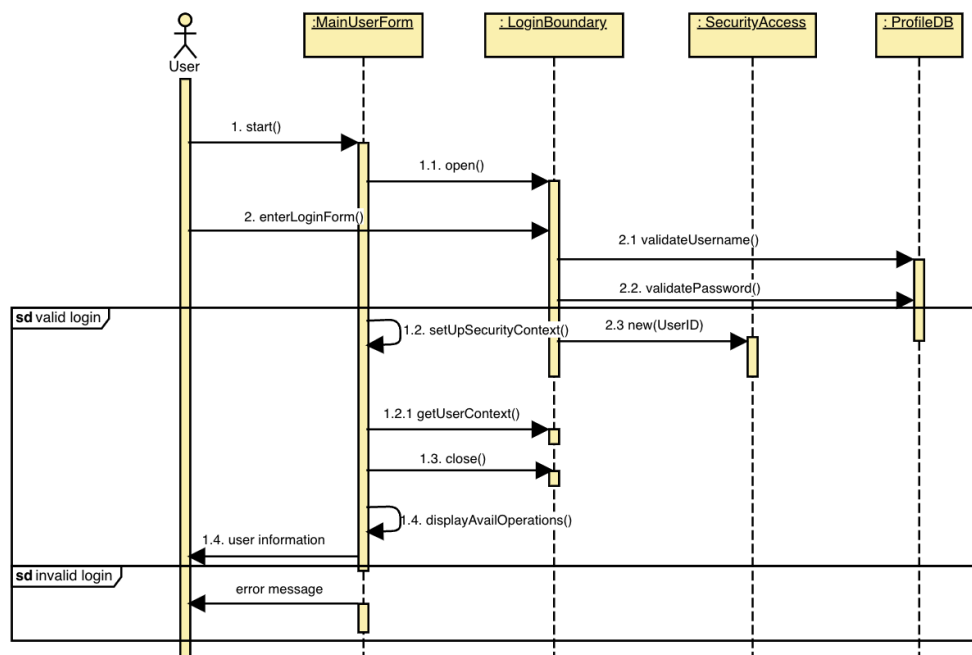 :MainUserForm
: LoginBoundary
: SecurityAccess
: ProfileDB
User
1. start()
1.1. open()
2. enterLoginForm()
2.1 validateUsername()
2.2. validatePassword()
sd valid login
1.2. setUpSecurityContext()
2.3 new(UserID)
1.2.1 getUserContext()
1.3. close()
1.4. displayAvailOperations()
1.4. user information
sd invalid login
error message